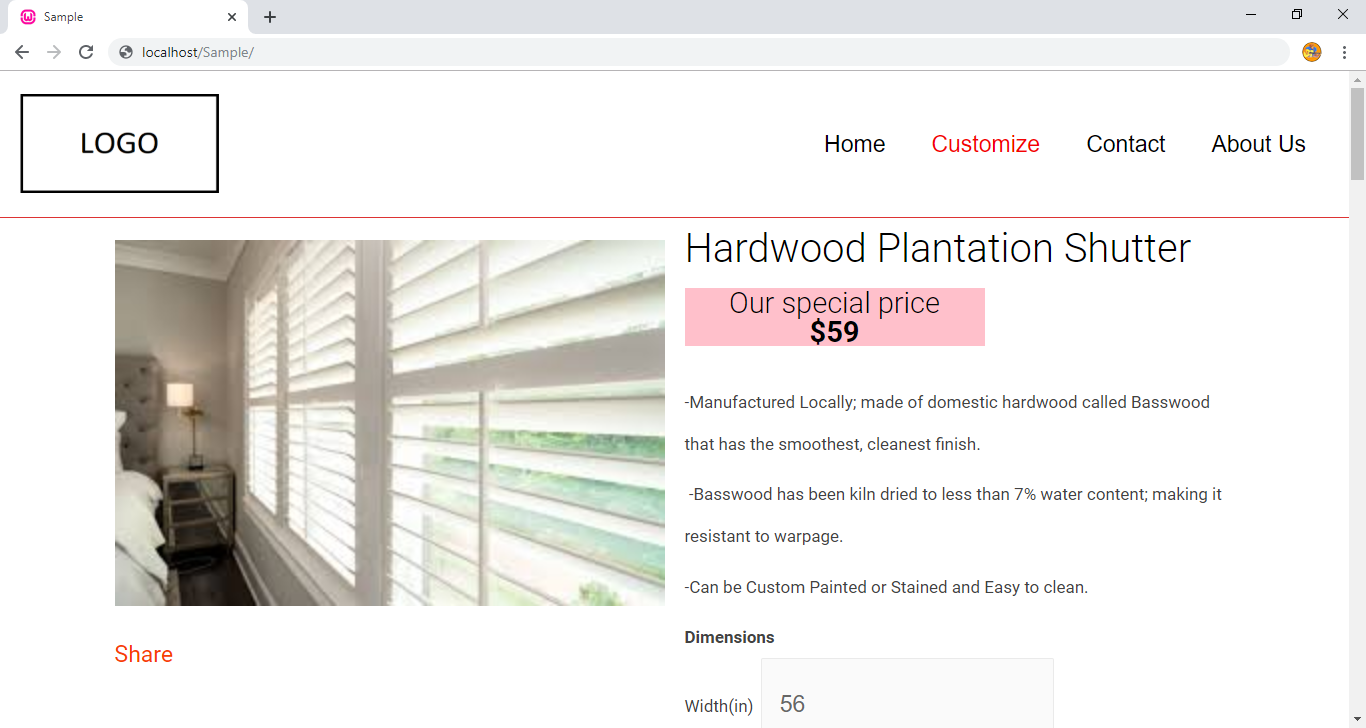 Sample
localhost/Sample/
LOGO
Home Customize Contact About Us
Hardwood Plantation Shutter
Our special price
$59
-Manufactured Locally; made of domestic hardwood called Basswood
that has the smoothest, cleanest finish.
-Basswood has been kiln dried to less than 7% water content; making it
resistant to warpage.
-Can be Custom Painted or Stained and Easy to clean.
Share
Dimensions
Width(in) 56